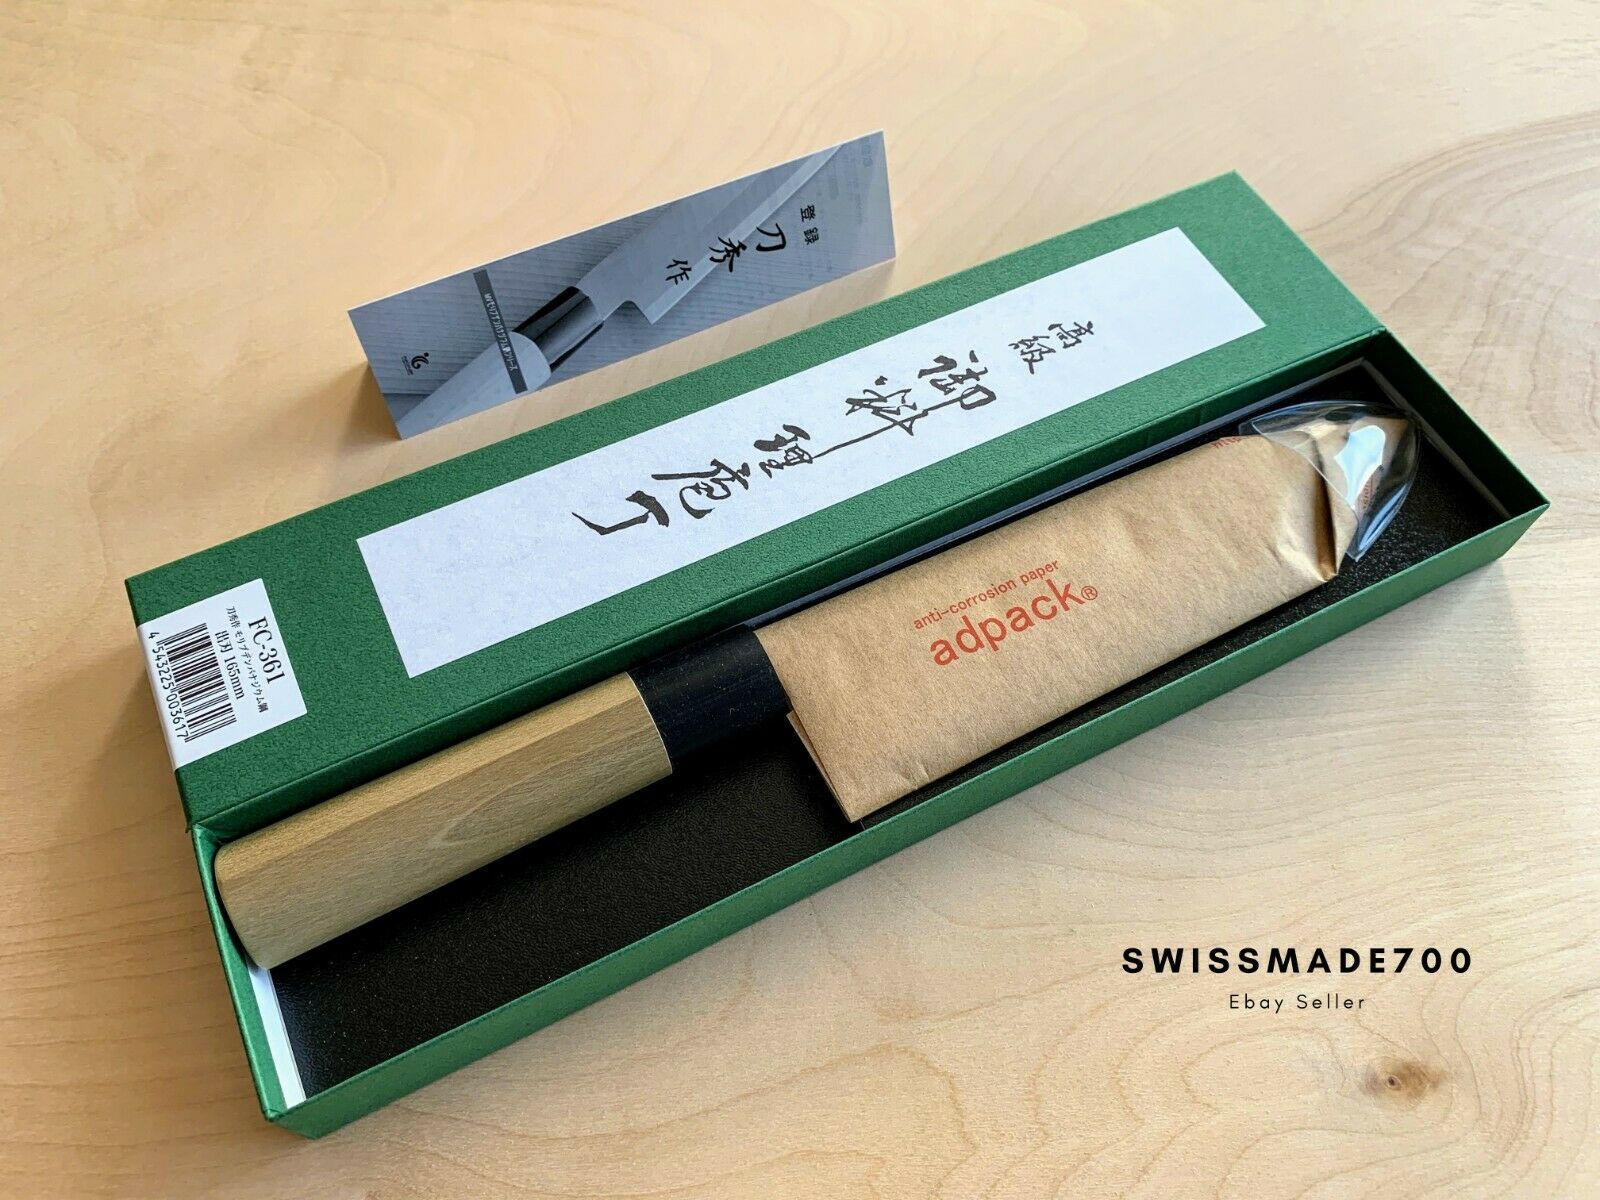 登録
刀秀作
高級
御料理庖丁
FC-361
刀秀作 モリブデンバナジウム鋼
出刃 165mm
4 543225 003617
anti-corrosion paper
adpack®
SWISSMADE700
Ebay Seller